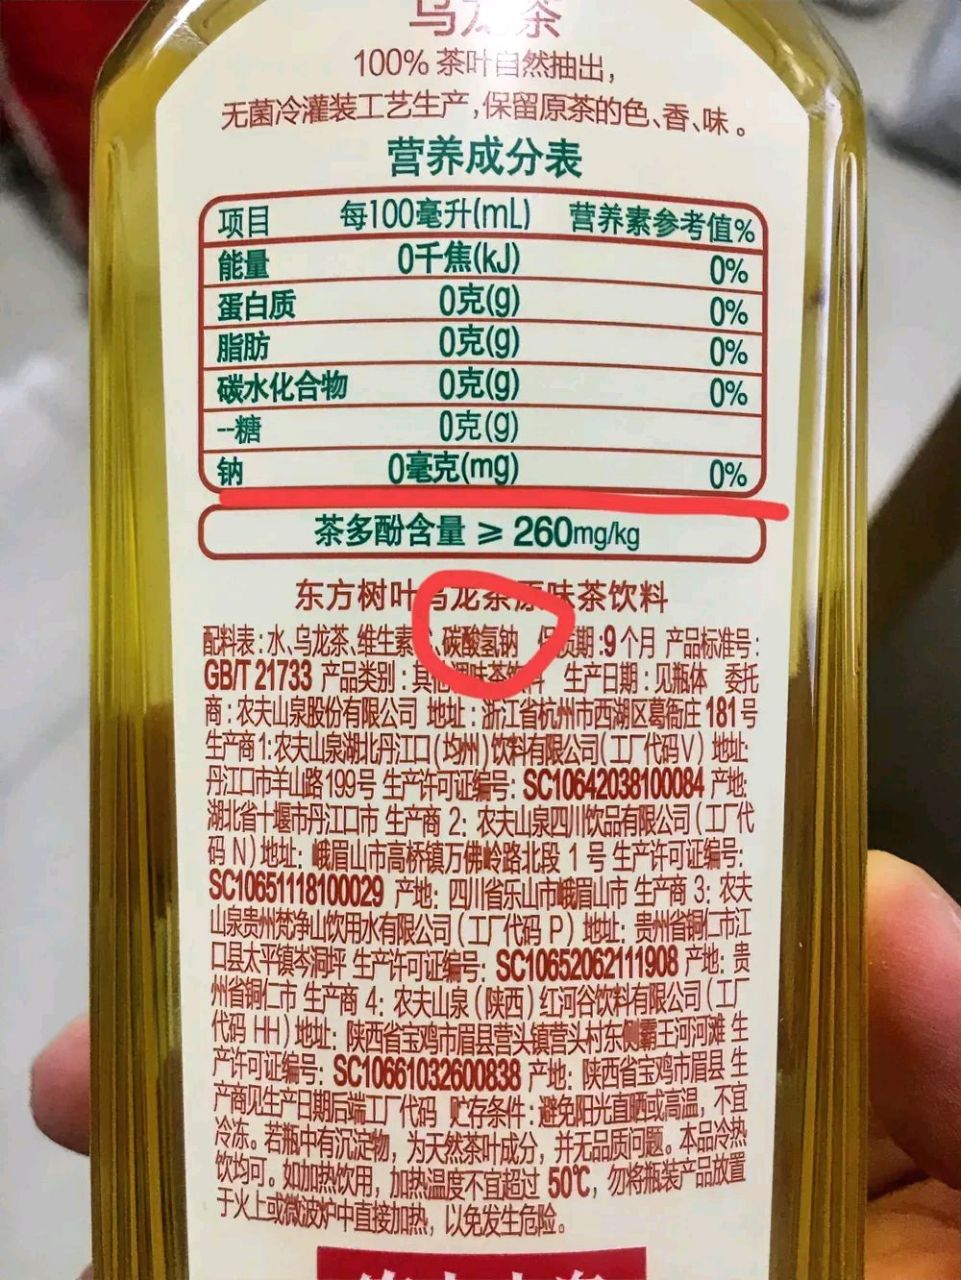 乌龙茶
100% 茶叶自然抽出，
无菌冷灌装工艺生产,保留原茶的色、香、味。
营养成分表
项目 每100毫升(mL) 营养素参考值%
能量 0千焦(kJ) 0%
蛋白质 0克(g) 0%
脂肪 0克(g) 0%
碳水化合物 0克(g) 0%
--糖 0克(g)
钠 0毫克(mg) 0%
茶多酚含量 ≥ 260mg/kg
东方树叶乌龙茶原味茶饮料
配料表:水、乌龙茶、维生素 、碳酸氢钠 保质期:9个月 产品标准号:
GB/T 21733 产品类别:其他调味茶饮料 生产日期:见瓶体 委托
商:农夫山泉股份有限公司 地址:浙江省杭州市西湖区葛衙庄181号
生产商1:农夫山泉湖北丹江口(均州)饮料有限公司(工厂代码V) 地址:
丹江口市羊山路199号 生产许可证编号: SC10642038100084 产地:
湖北省十堰市丹江口市 生产商 2: 农夫山泉四川饮品有限公司(工厂代
码 N) 地址: 峨眉山市高桥镇万佛岭路北段 1 号 生产许可证编号:
SC10651118100029 产地: 四川省乐山市峨眉山市 生产商 3: 农夫
山泉贵州梵净山饮用水有限公司(工厂代码 P) 地址: 贵州省铜仁市江
口县太平镇岑洞坪 生产许可证编号: SC10652062111908 产地: 贵
州省铜仁市 生产商 4: 农夫山泉(陕西)红河谷饮料有限公司(工厂
代码 HH) 地址: 陕西省宝鸡市眉县营头镇营头村东侧霸王河河滩 生
产许可证编号: SC10661032600838 产地: 陕西省宝鸡市眉县 生
产商见生产日期后端工厂代码 贮存条件:避免阳光直晒或高温，不宜
冷冻。若瓶中有沉淀物，为天然茶叶成分，并无品质问题。本品冷热
饮均可。如加热饮用，加热温度不宜超过 50℃，勿将瓶装产品放置
于火上或微波炉中直接加热，以免发生危险。